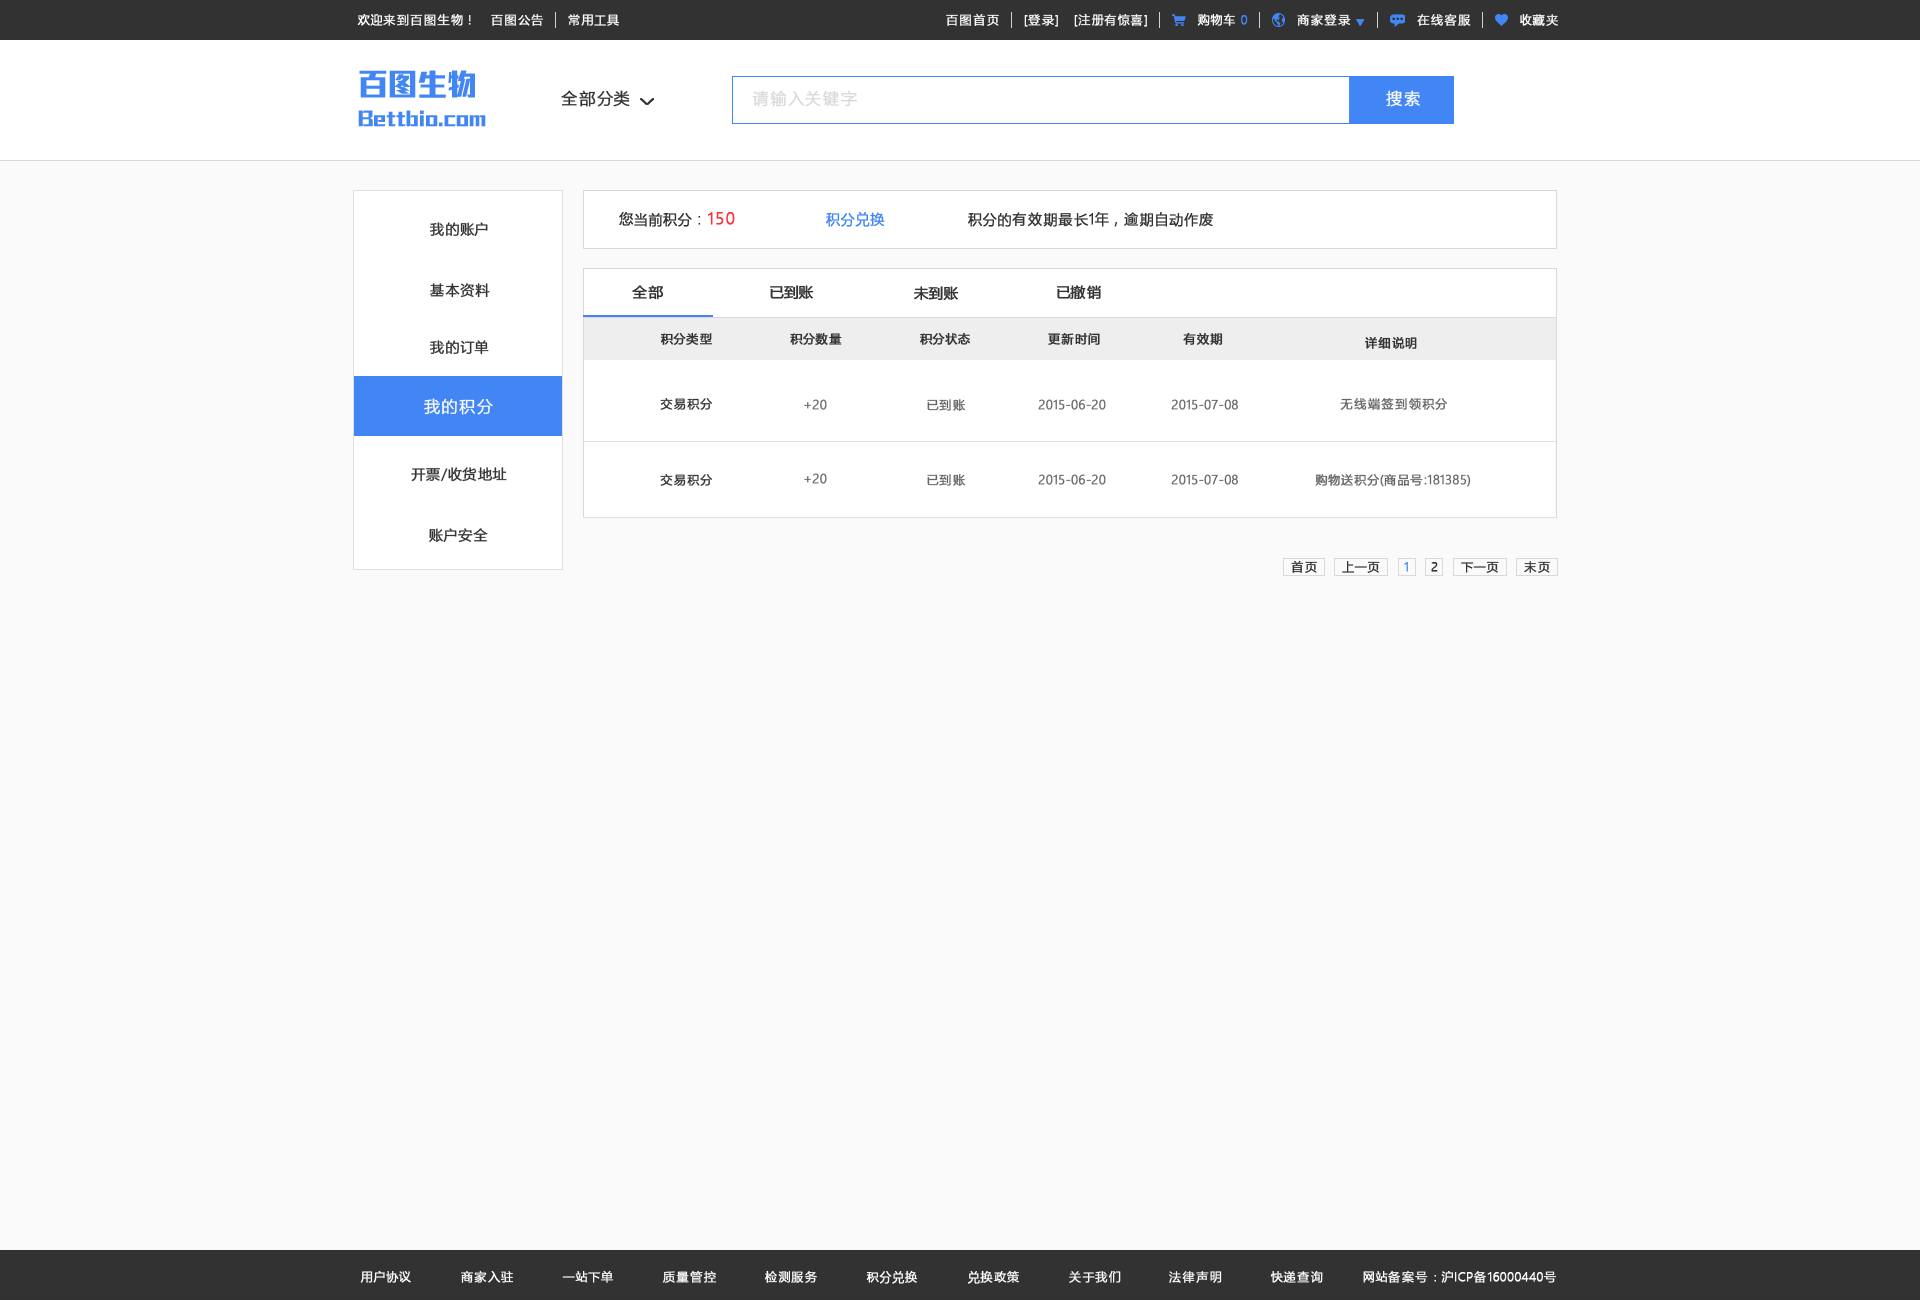 欢迎来到百图生物！ 百图公告 常用工具 百图首页 [登录] [注册有惊喜] 购物车 0 商家登录 在线客服 收藏夹
百图生物
Bettbio.com
全部分类
请输入关键字
搜索
我的账户
基本资料
我的订单
我的积分
开票/收货地址
账户安全
您当前积分：150 积分兑换 积分的有效期最长1年，逾期自动作废
全部 已到账 未到账 已撤销
积分类型 积分数量 积分状态 更新时间 有效期 详细说明
交易积分 +20 已到账 2015-06-20 2015-07-08 无线端签到领积分
交易积分 +20 已到账 2015-06-20 2015-07-08 购物送积分(商品号:181385)
首页 上一页 1 2 下一页 末页
用户协议 商家入驻 一站下单 质量管控 检测服务 积分兑换 兑换政策 关于我们 法律声明 快递查询 网站备案号：沪ICP备16000440号